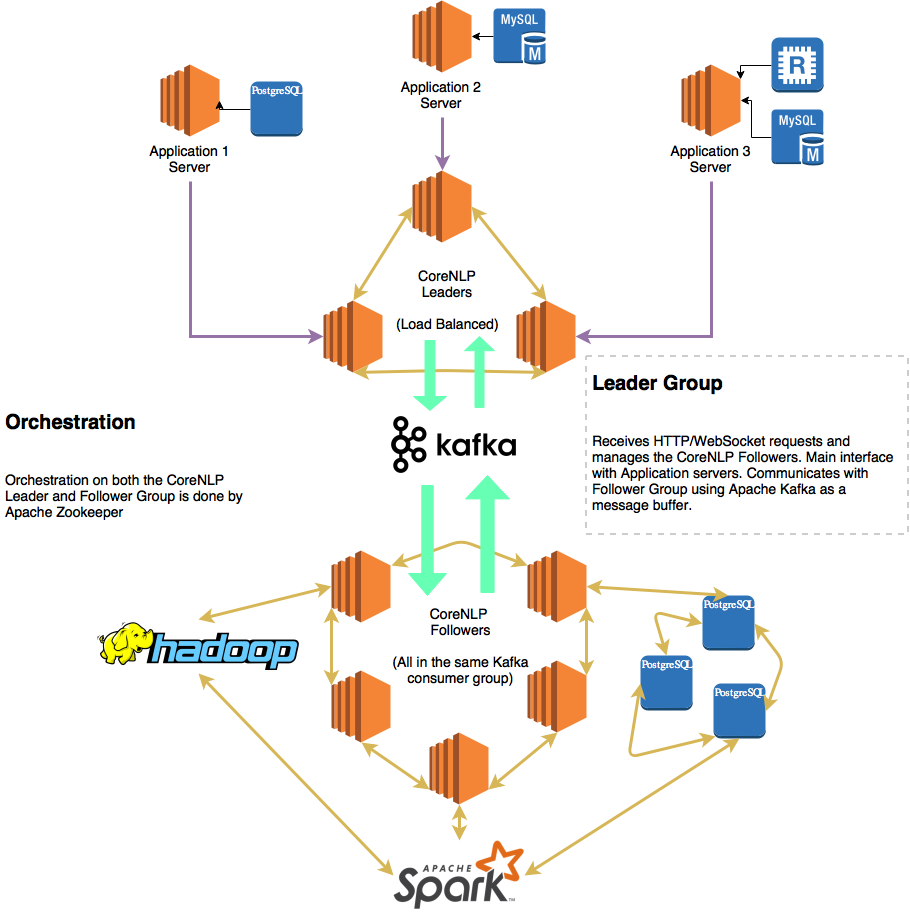 MySQL
M
Application 2
Server
PostgreSQL
Application 1
Server
R
MySQL
M
Application 3
Server
CoreNLP
Leaders
(Load Balanced)
Leader Group
Receives HTTP/WebSocket requests and
manages the CoreNLP Followers. Main interface
with Application servers. Communicates with
Follower Group using Apache Kafka as a
message buffer.
Orchestration
Orchestration on both the CoreNLP
Leader and Follower Group is done by
Apache Zookeeper
kafka
CoreNLP
Followers
(All in the same Kafka
consumer group)
hadoop
PostgreSQL
PostgreSQL
PostgreSQL
APACHE
Spark™